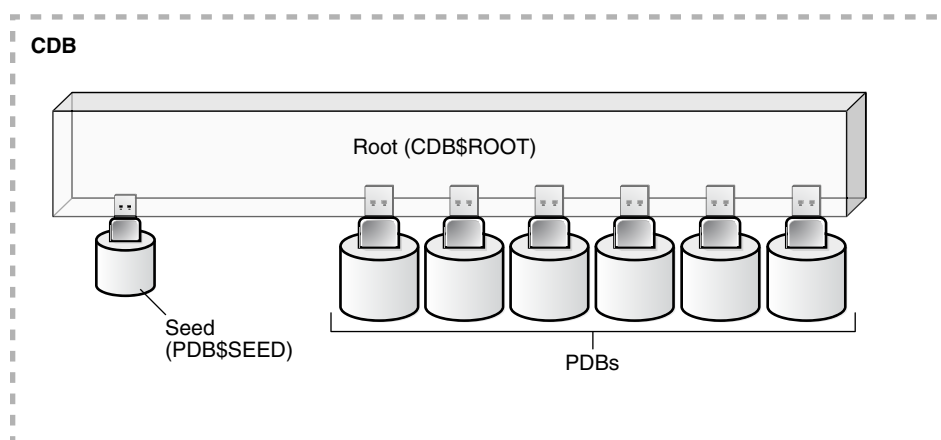 CDB
Root (CDB$ROOT)
Seed
(PDB$SEED)
PDBs